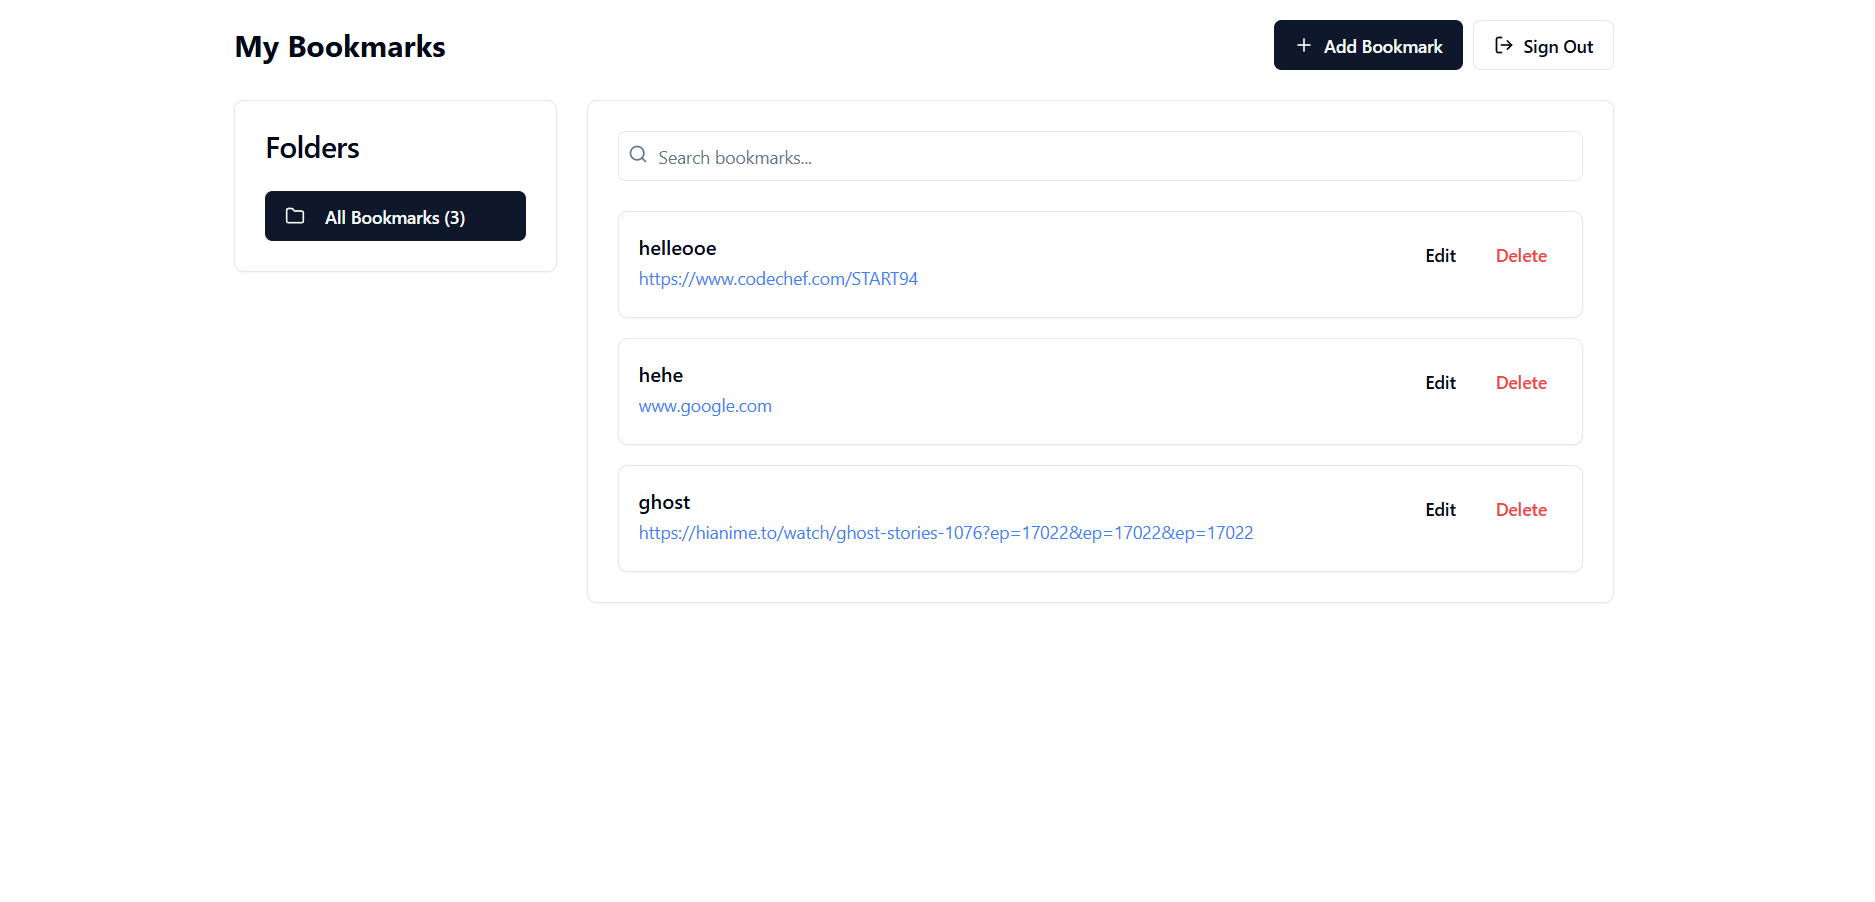 My Bookmarks
Add Bookmark
Sign Out
Folders
All Bookmarks (3)
Search bookmarks...
helleooe
https://www.codechef.com/START94
Edit
Delete
hehe
www.google.com
Edit
Delete
ghost
https://hianime.to/watch/ghost-stories-1076?ep=17022&ep=17022&ep=17022
Edit
Delete